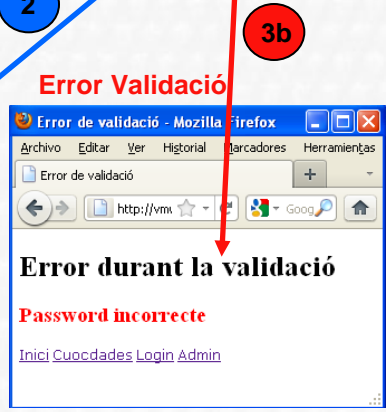 2
3b
Error Validació
Error de validació - Mozilla Firefox
Archivo Editar Ver Historial Marcadores Herramientas
Error de validació
http://vm Goog
Error durant la validació
Password incorrecte
Inici Cuocdades Login Admin